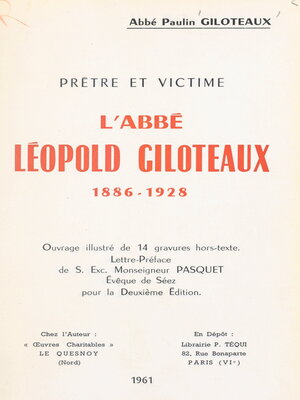 Abbé Paulin GILOTEAUX
PRÊTRE ET VICTIME
L'ABBÉ
LÉOPOLD GILOTEAUX
1886-1928
Ouvrage illustré de 14 gravures hors-texte.
Lettre-Préface
de S. Exc. Monseigneur PASQUET
Évêque de Séez
pour la Deuxième Édition.
Chez l'Auteur :
« Œuvres Charitables »
LE QUESNOY
(Nord)
En Dépôt :
Librairie P. TÉQUI
82, Rue Bonaparte
PARIS (VIe)
1961